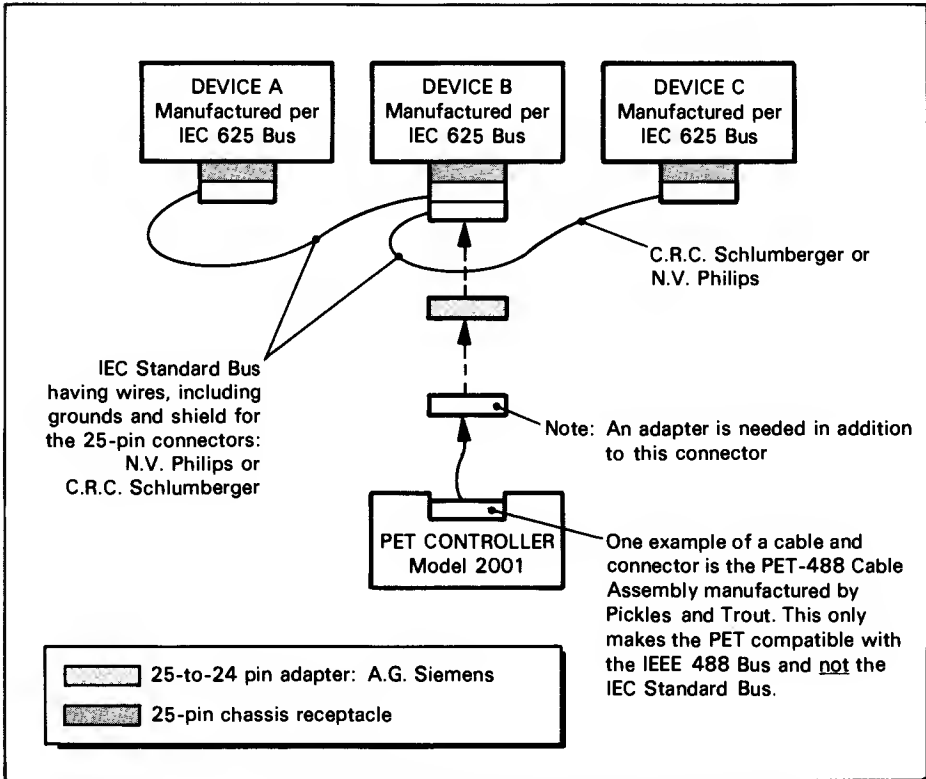 DEVICE A
Manufactured per
IEC 625 Bus
DEVICE B
Manufactured per
IEC 625 Bus
DEVICE C
Manufactured per
IEC 625 Bus
C.R.C. Schlumberger or
N.V. Philips
IEC Standard Bus
having wires, including
grounds and shield for
the 25-pin connectors:
N.V. Philips or
C.R.C. Schlumberger
Note: An adapter is needed in addition
to this connector
PET CONTROLLER
Model 2001
One example of a cable and
connector is the PET-488 Cable
Assembly manufactured by
Pickles and Trout. This only
makes the PET compatible with
the IEEE 488 Bus and not the
IEC Standard Bus.
25-to-24 pin adapter: A.G. Siemens
25-pin chassis receptacle